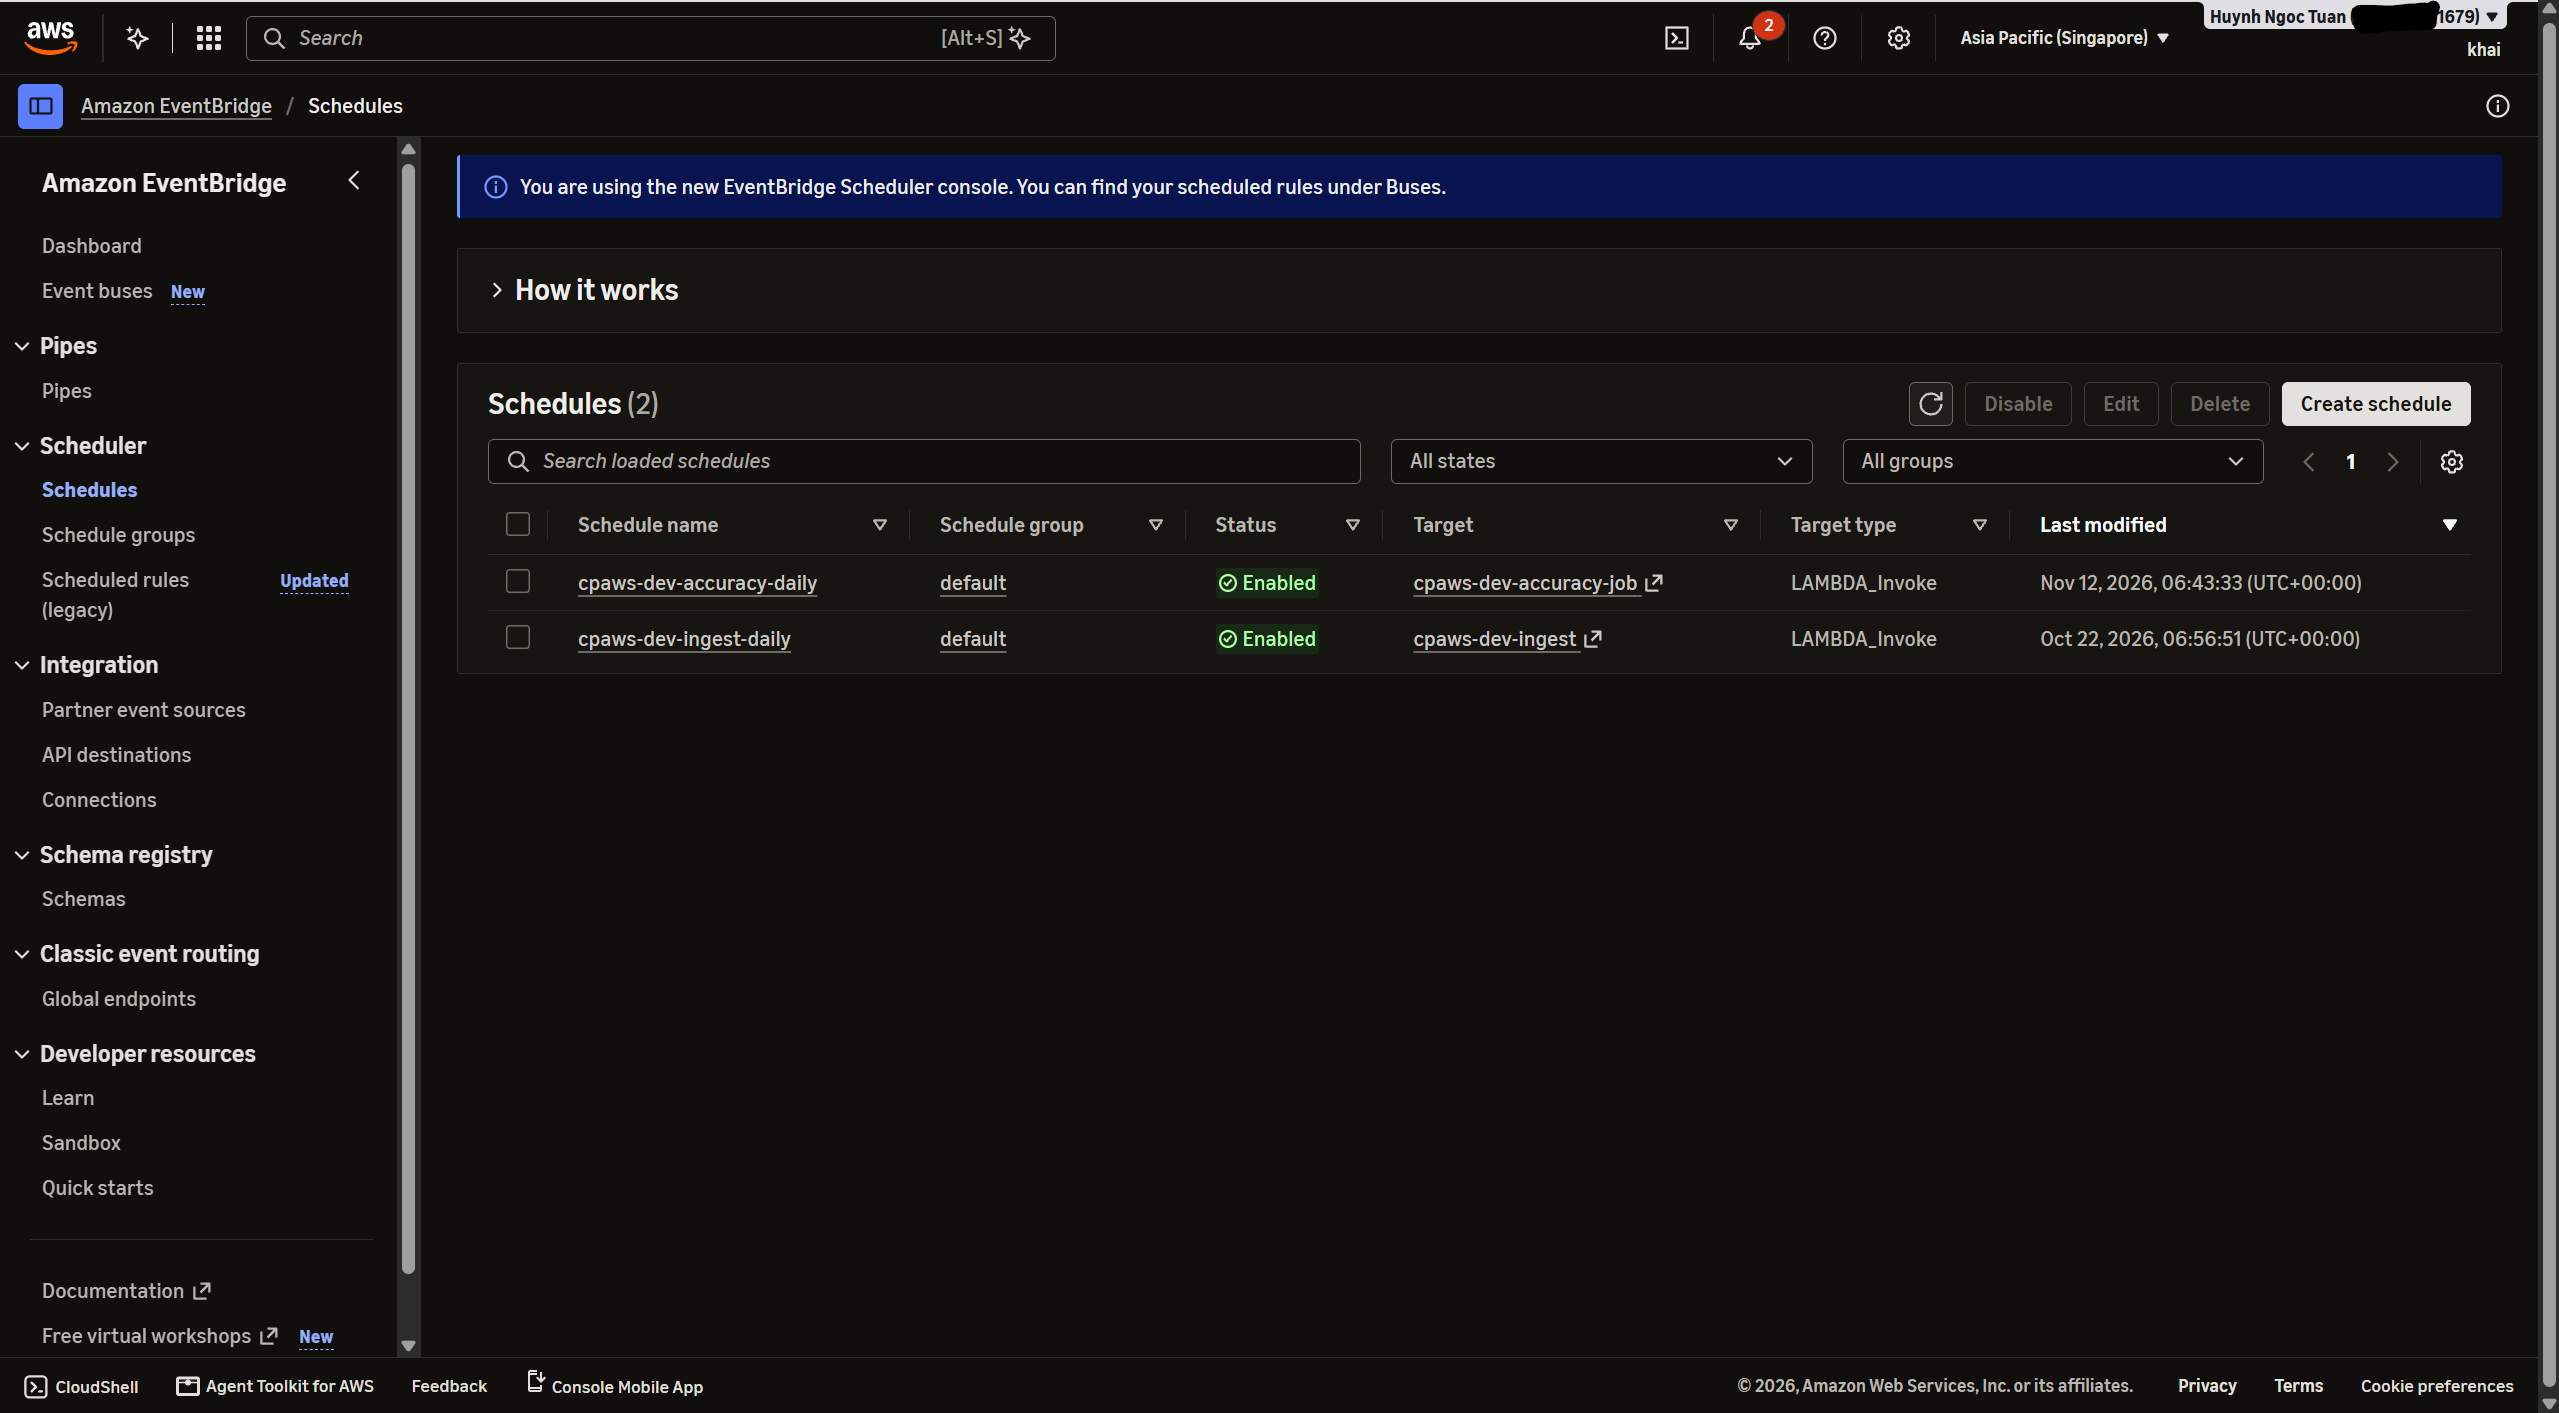 aws
Search [Alt+S]
2
Asia Pacific (Singapore)
Huynh Ngoc Tuan 1679)
khai
Amazon EventBridge / Schedules
Amazon EventBridge
Dashboard
Event buses New
Pipes
Pipes
Scheduler
Schedules
Schedule groups
Scheduled rules (legacy) Updated
Integration
Partner event sources
API destinations
Connections
Schema registry
Schemas
Classic event routing
Global endpoints
Developer resources
Learn
Sandbox
Quick starts
Documentation
Free virtual workshops New
You are using the new EventBridge Scheduler console. You can find your scheduled rules under Buses.
How it works
Schedules (2)
Disable Edit Delete Create schedule
Search loaded schedules All states All groups 1
Schedule name Schedule group Status Target Target type Last modified
cpaws-dev-accuracy-daily default Enabled cpaws-dev-accuracy-job LAMBDA_Invoke Nov 12, 2026, 06:43:33 (UTC+00:00)
cpaws-dev-ingest-daily default Enabled cpaws-dev-ingest LAMBDA_Invoke Oct 22, 2026, 06:56:51 (UTC+00:00)
CloudShell Agent Toolkit for AWS Feedback Console Mobile App © 2026, Amazon Web Services, Inc. or its affiliates. Privacy Terms Cookie preferences